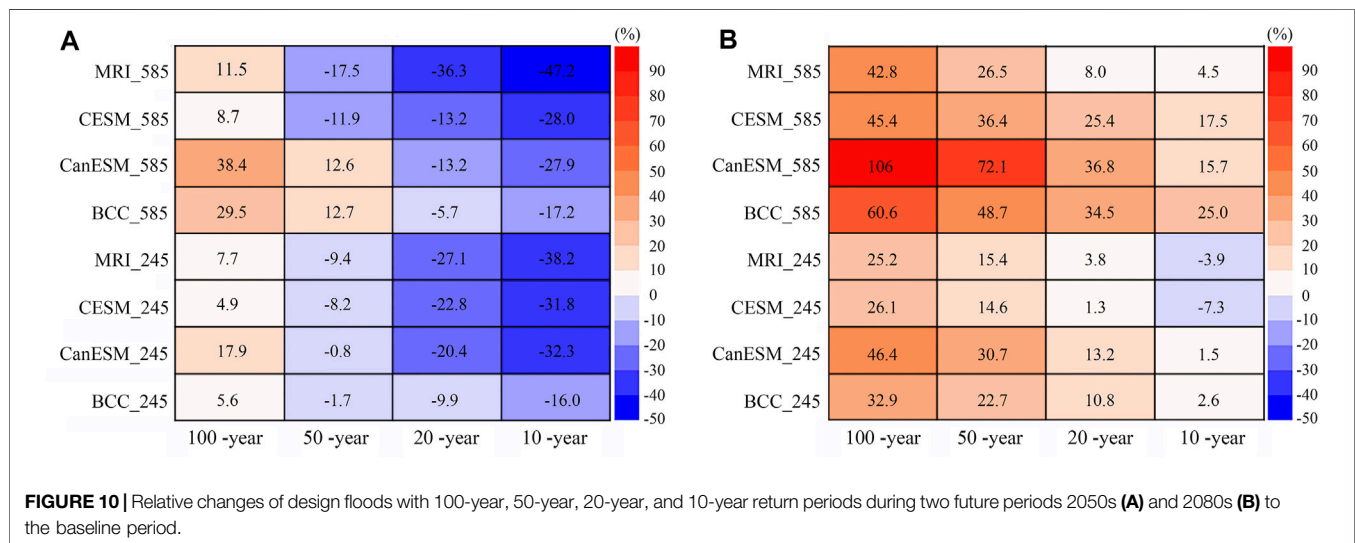 A
(%)
MRI_585 11.5 -17.5 -36.3 -47.2
CESM_585 8.7 -11.9 -13.2 -28.0
CanESM_585 38.4 12.6 -13.2 -27.9
BCC_585 29.5 12.7 -5.7 -17.2
MRI_245 7.7 -9.4 -27.1 -38.2
CESM_245 4.9 -8.2 -22.8 -31.8
CanESM_245 17.9 -0.8 -20.4 -32.3
BCC_245 5.6 -1.7 -9.9 -16.0
100 -year 50 -year 20 -year 10 -year
90
80
70
60
50
40
30
20
10
0
-10
-20
-30
-40
-50
B
(%)
MRI_585 42.8 26.5 8.0 4.5
CESM_585 45.4 36.4 25.4 17.5
CanESM_585 106 72.1 36.8 15.7
BCC_585 60.6 48.7 34.5 25.0
MRI_245 25.2 15.4 3.8 -3.9
CESM_245 26.1 14.6 1.3 -7.3
CanESM_245 46.4 30.7 13.2 1.5
BCC_245 32.9 22.7 10.8 2.6
100 -year 50 -year 20 -year 10 -year
90
80
70
60
50
40
30
20
10
0
-10
-20
-30
-40
-50
FIGURE 10 | Relative changes of design floods with 100-year, 50-year, 20-year, and 10-year return periods during two future periods 2050s (A) and 2080s (B) to
the baseline period.